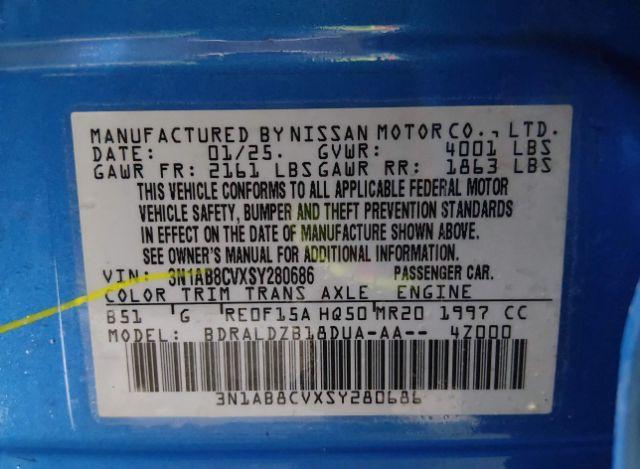 MANUFACTURED BY NISSAN MOTOR CO., LTD.
DATE: 01/25. GVWR: 4001 LBS
GAWR FR: 2161 LBS GAWR RR: 1863 LBS
THIS VEHICLE CONFORMS TO ALL APPLICABLE FEDERAL MOTOR
VEHICLE SAFETY, BUMPER AND THEFT PREVENTION STANDARDS
IN EFFECT ON THE DATE OF MANUFACTURE SHOWN ABOVE.
SEE OWNER'S MANUAL FOR ADDITIONAL INFORMATION.
VIN: 3N1AB8CVXSY280686 PASSENGER CAR.
COLOR TRIM TRANS AXLE ENGINE
B51 G RE0F15A HQ50 MR20 1997 CC
MODEL: BDRALDZB18DUA-AA-- 4Z000
3N1AB8CVXSY280686